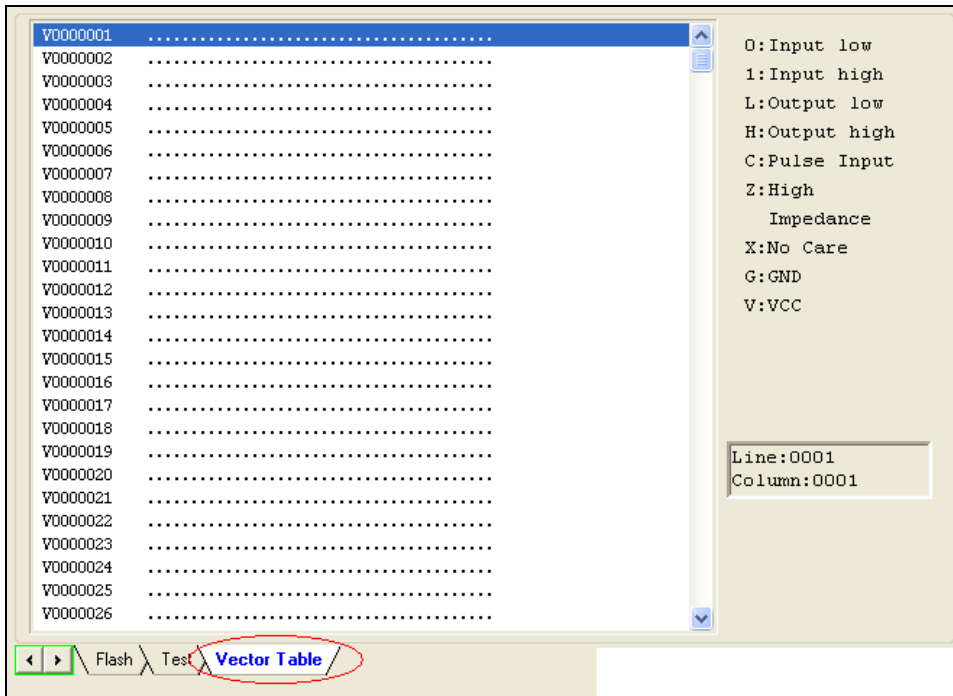 V0000001 ........................................
V0000002 ........................................
V0000003 ........................................
V0000004 ........................................
V0000005 ........................................
V0000006 ........................................
V0000007 ........................................
V0000008 ........................................
V0000009 ........................................
V0000010 ........................................
V0000011 ........................................
V0000012 ........................................
V0000013 ........................................
V0000014 ........................................
V0000015 ........................................
V0000016 ........................................
V0000017 ........................................
V0000018 ........................................
V0000019 ........................................
V0000020 ........................................
V0000021 ........................................
V0000022 ........................................
V0000023 ........................................
V0000024 ........................................
V0000025 ........................................
V0000026 ........................................
0:Input low
1:Input high
L:Output low
H:Output high
C:Pulse Input
Z:High
Impedance
X:No Care
G:GND
V:VCC
Line:0001
Column:0001
Flash Test Vector Table